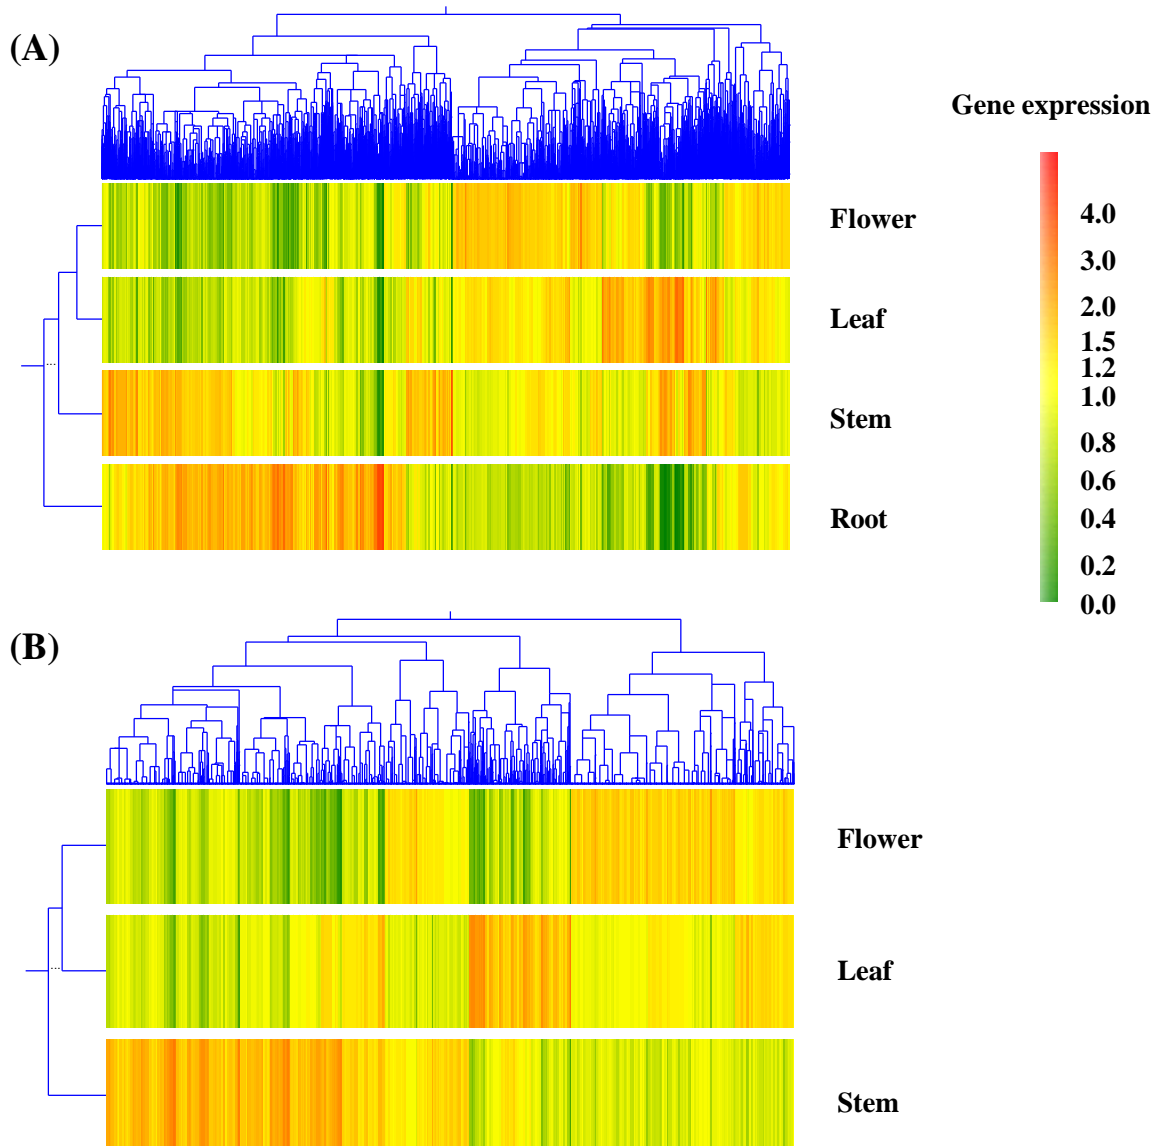 (A)
Gene expression
Flower
Leaf
Stem
Root
4.0
3.0
2.0
1.5
1.2
1.0
0.8
0.6
0.4
0.2
0.0
(B)
Flower
Leaf
Stem